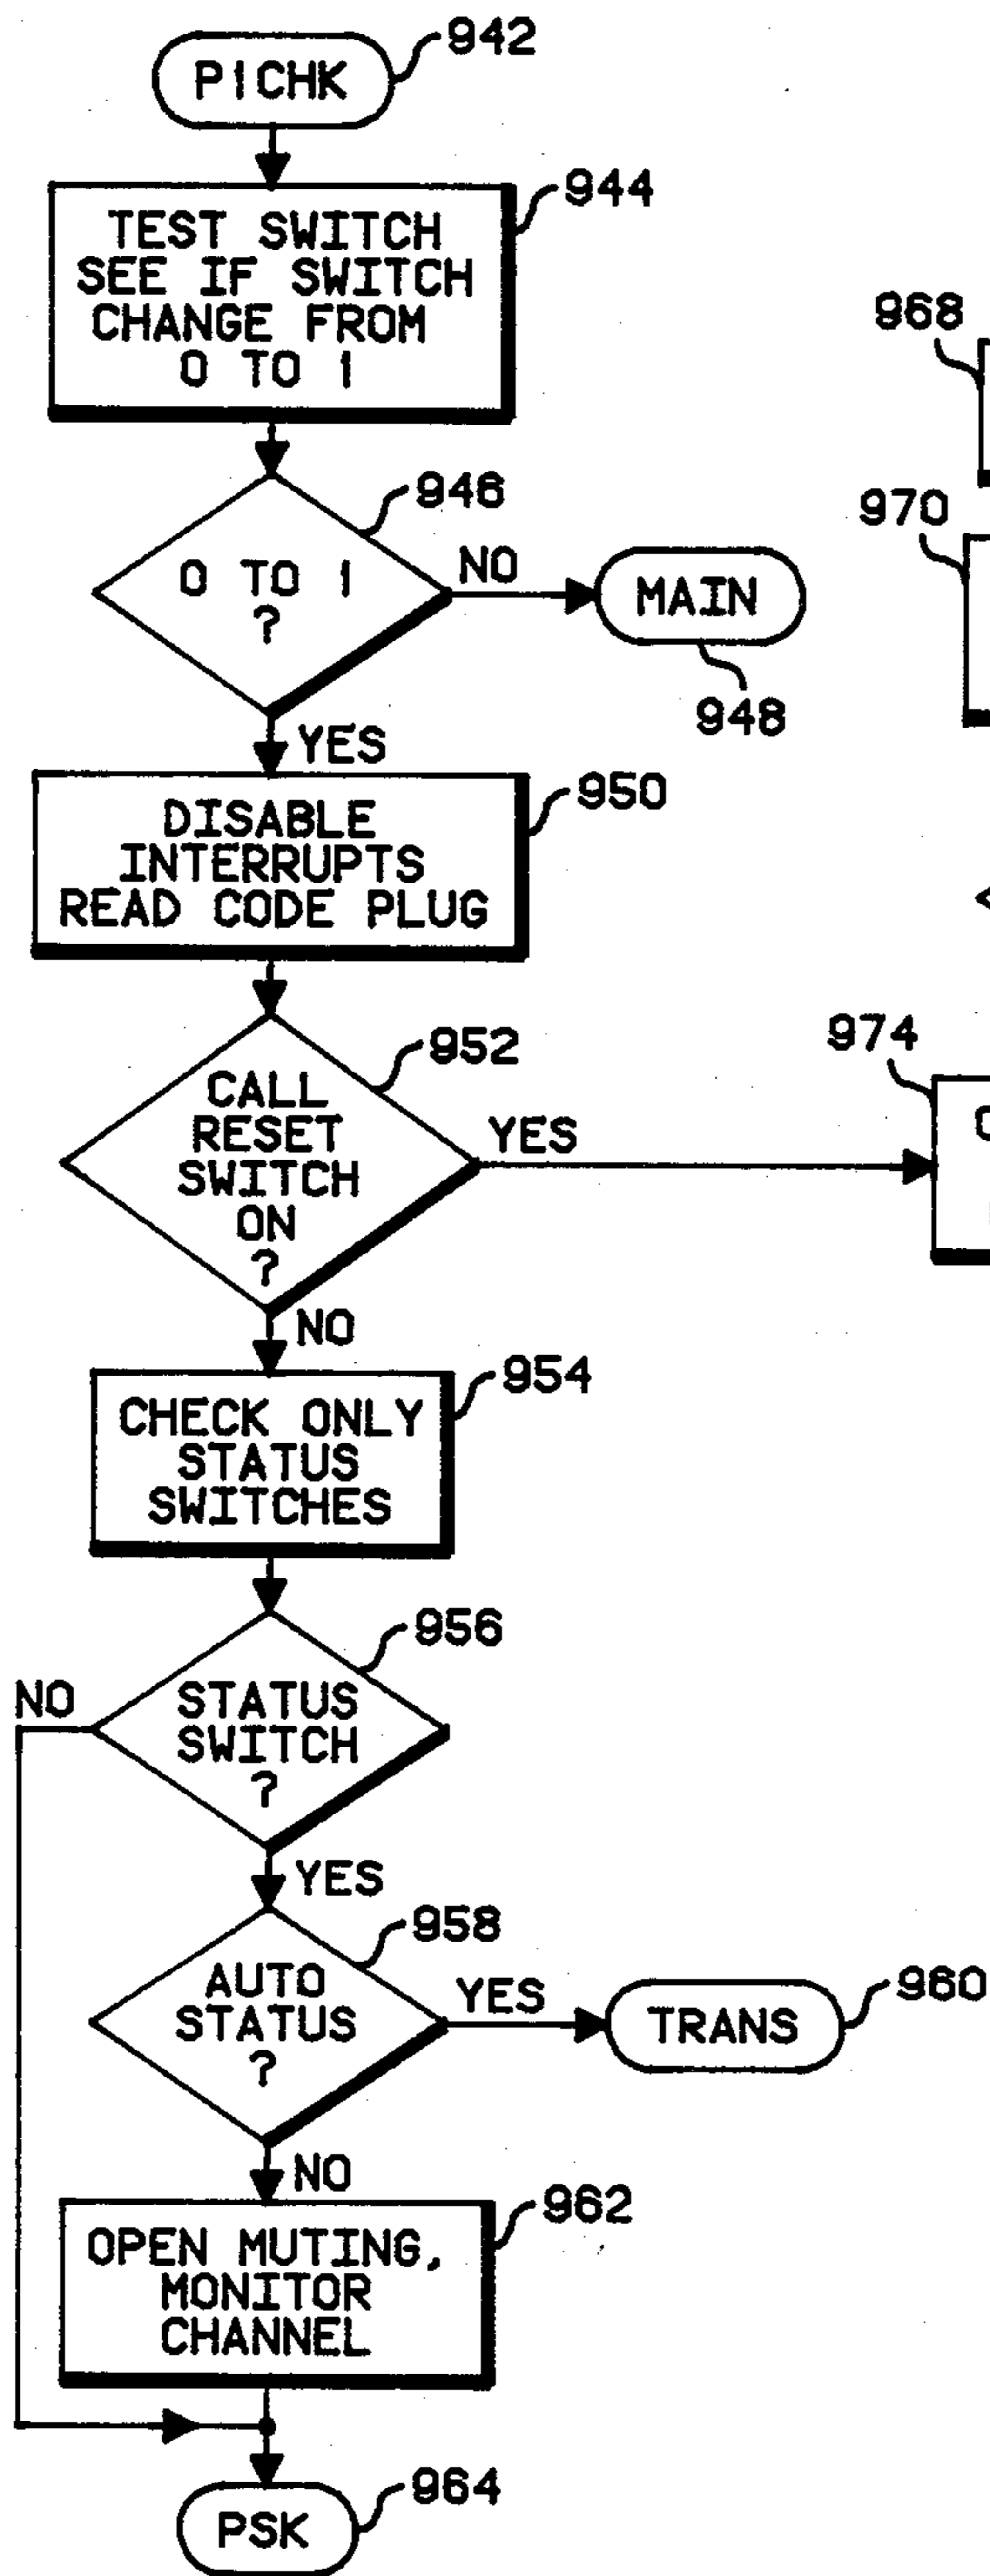 942
PICHK
944
TEST SWITCH
SEE IF SWITCH
CHANGE FROM
0 TO 1
968
946
970
0 TO 1
?
NO
MAIN
948
YES
950
DISABLE
INTERRUPTS
READ CODE PLUG
952
974
CALL
RESET
SWITCH
ON
?
YES
NO
954
CHECK ONLY
STATUS
SWITCHES
956
NO
STATUS
SWITCH
?
YES
958
AUTO
STATUS
?
YES
TRANS
960
NO
962
OPEN MUTING,
MONITOR
CHANNEL
964
PSK